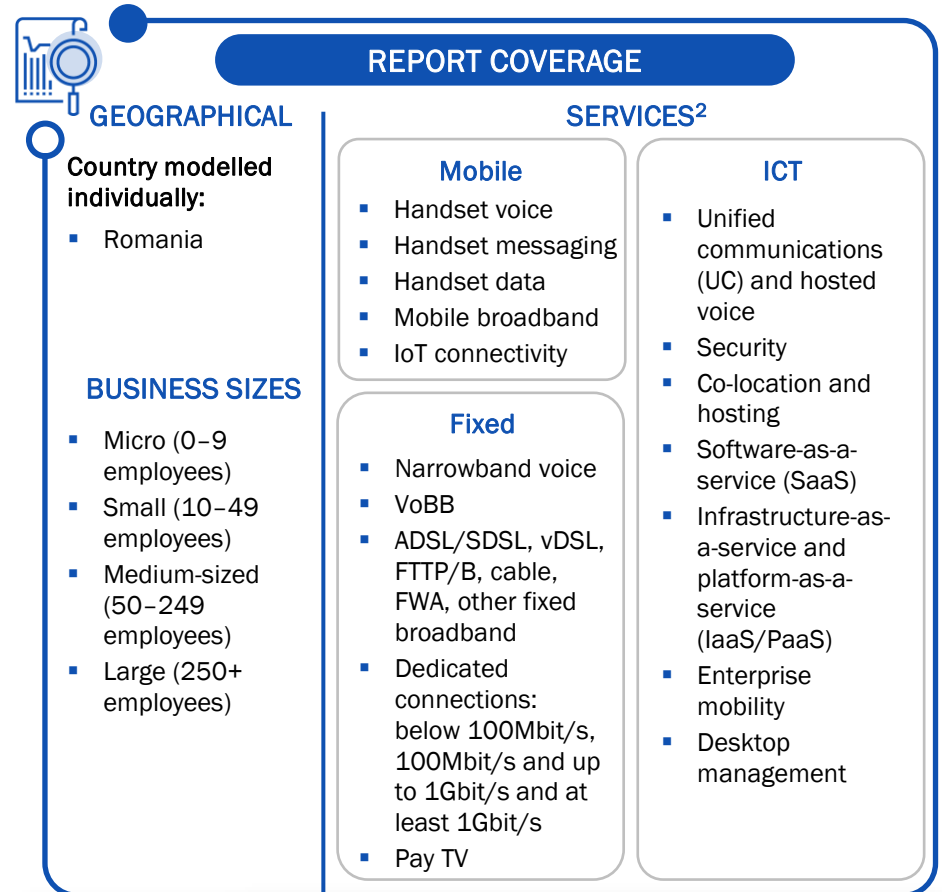 REPORT COVERAGE
GEOGRAPHICAL
Country modelled
individually:
▪ Romania
BUSINESS SIZES
▪ Micro (0–9
employees)
▪ Small (10–49
employees)
▪ Medium-sized
(50–249
employees)
▪ Large (250+
employees)
SERVICES²
Mobile
▪ Handset voice
▪ Handset messaging
▪ Handset data
▪ Mobile broadband
▪ IoT connectivity
Fixed
▪ Narrowband voice
▪ VoBB
▪ ADSL/SDSL, vDSL,
FTTP/B, cable,
FWA, other fixed
broadband
▪ Dedicated
connections:
below 100Mbit/s,
100Mbit/s and up
to 1Gbit/s and at
least 1Gbit/s
▪ Pay TV
ICT
▪ Unified
communications
(UC) and hosted
voice
▪ Security
▪ Co-location and
hosting
▪ Software-as-a-
service (SaaS)
▪ Infrastructure-as-
a-service and
platform-as-a-
service
(IaaS/PaaS)
▪ Enterprise
mobility
▪ Desktop
management